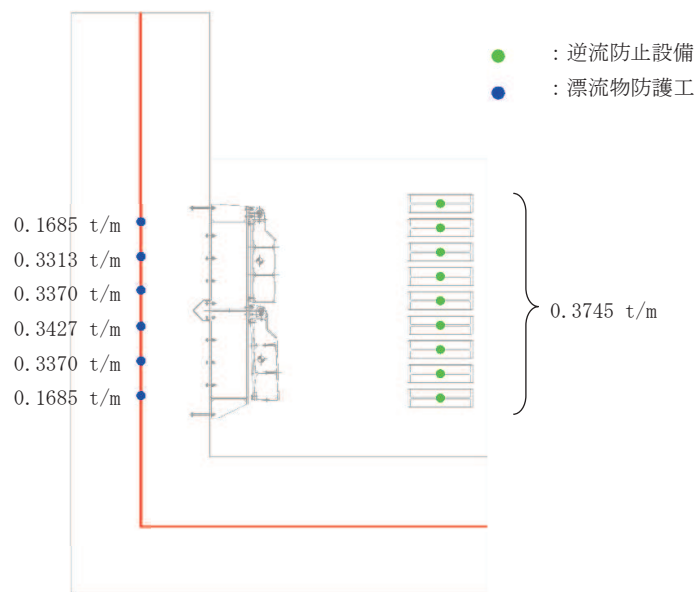 : 逆流防止設備
: 漂流物防護工
0.1685 t/m
0.3313 t/m
0.3370 t/m
0.3427 t/m
0.3370 t/m
0.1685 t/m
0.3745 t/m